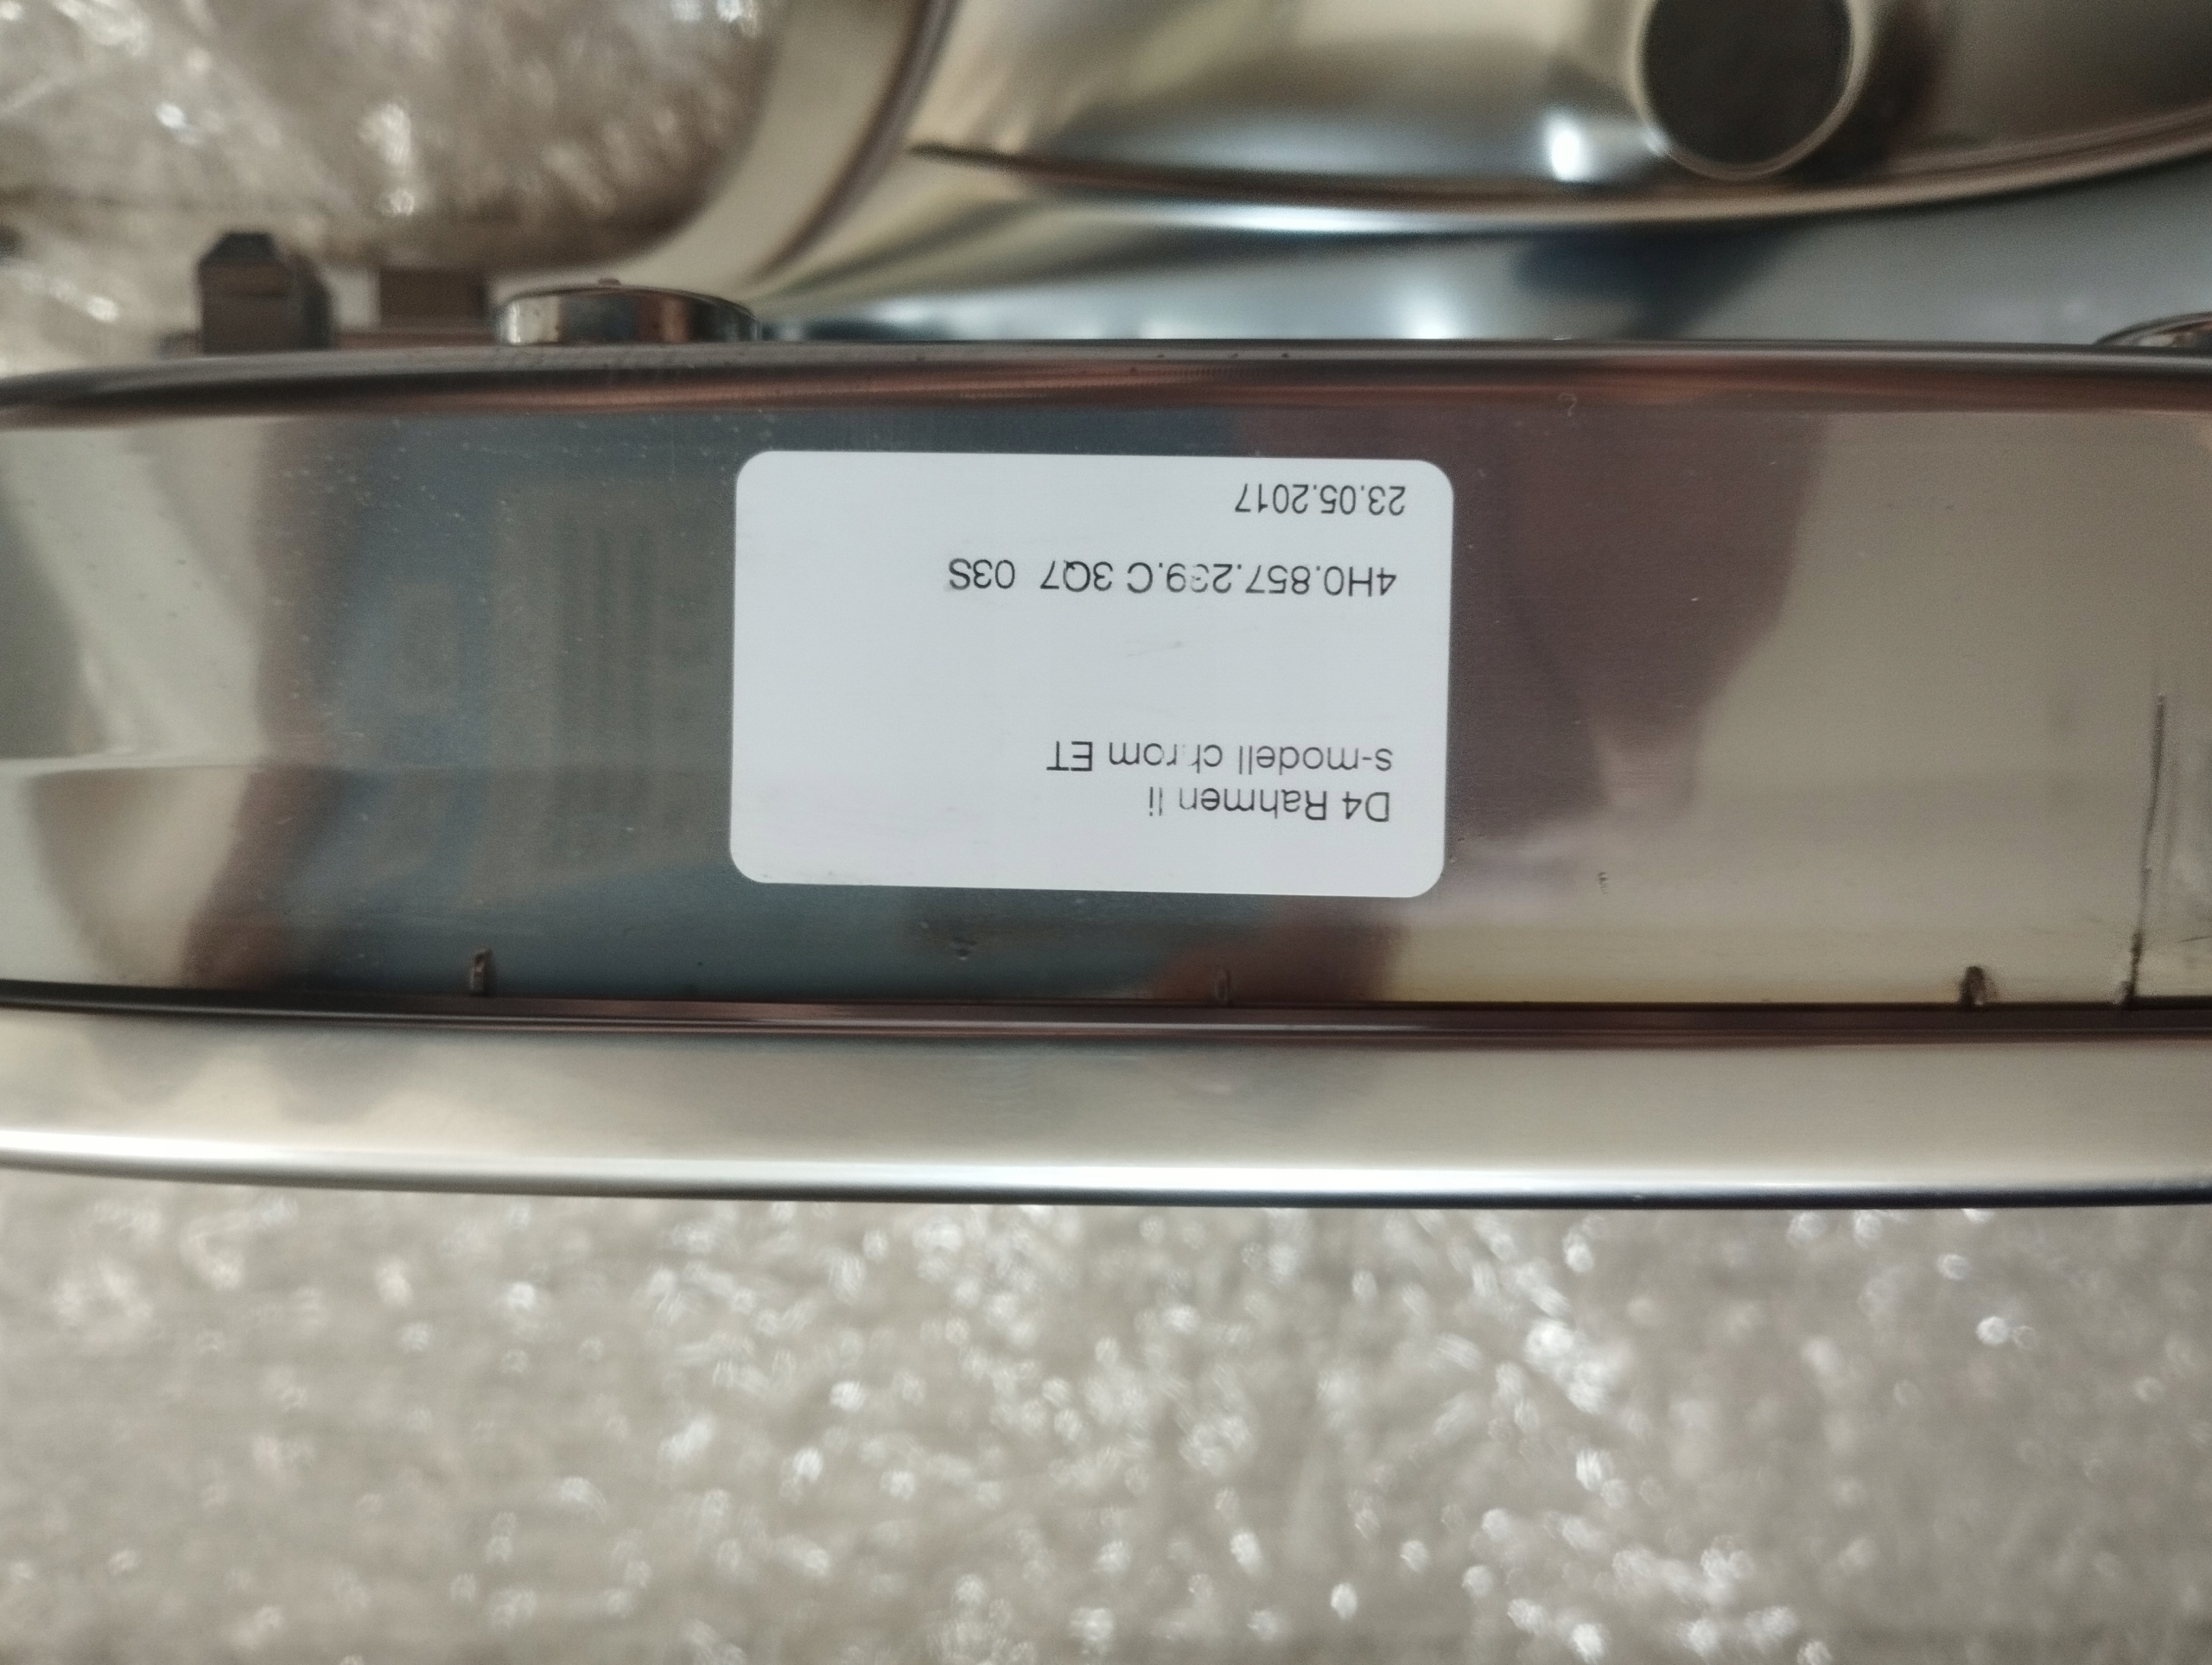 D4 Rahmen li
s-modell chrom ET
4H0.857.239.C 3Q7 03S
23.05.2017